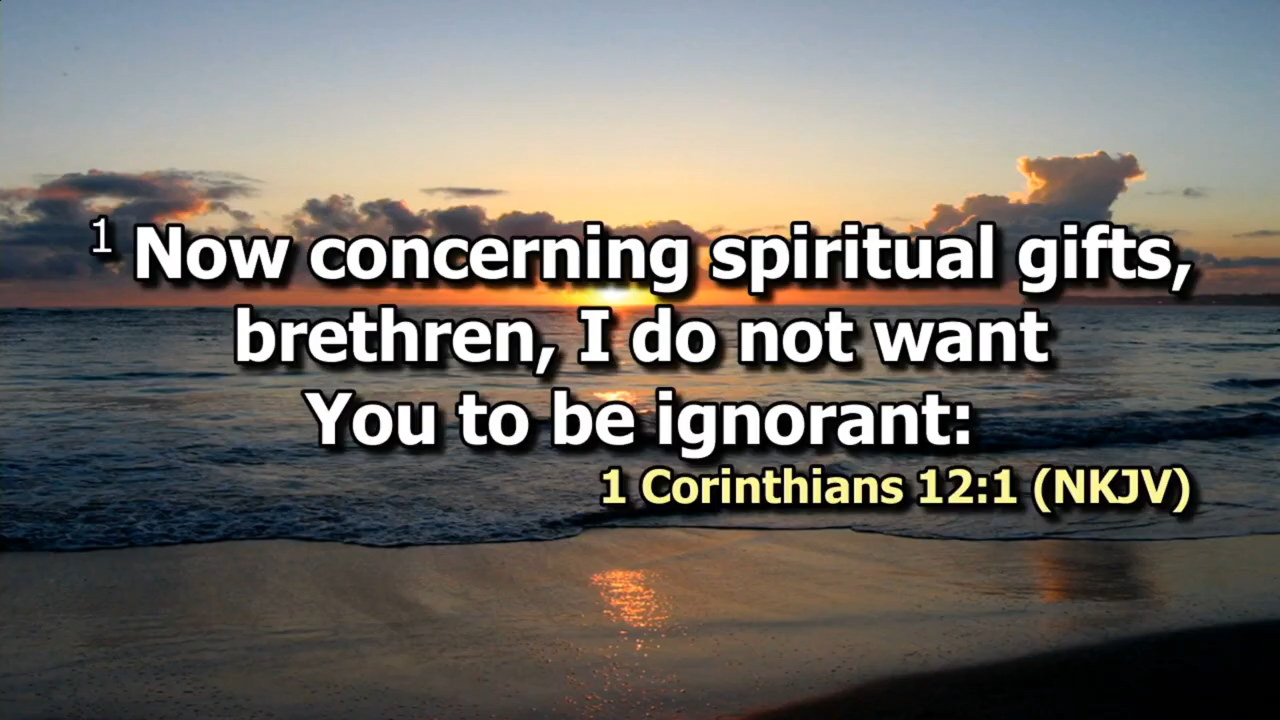 1 Now concerning spiritual gifts,
brethren, I do not want
You to be ignorant:
1 Corinthians 12:1 (NKJV)